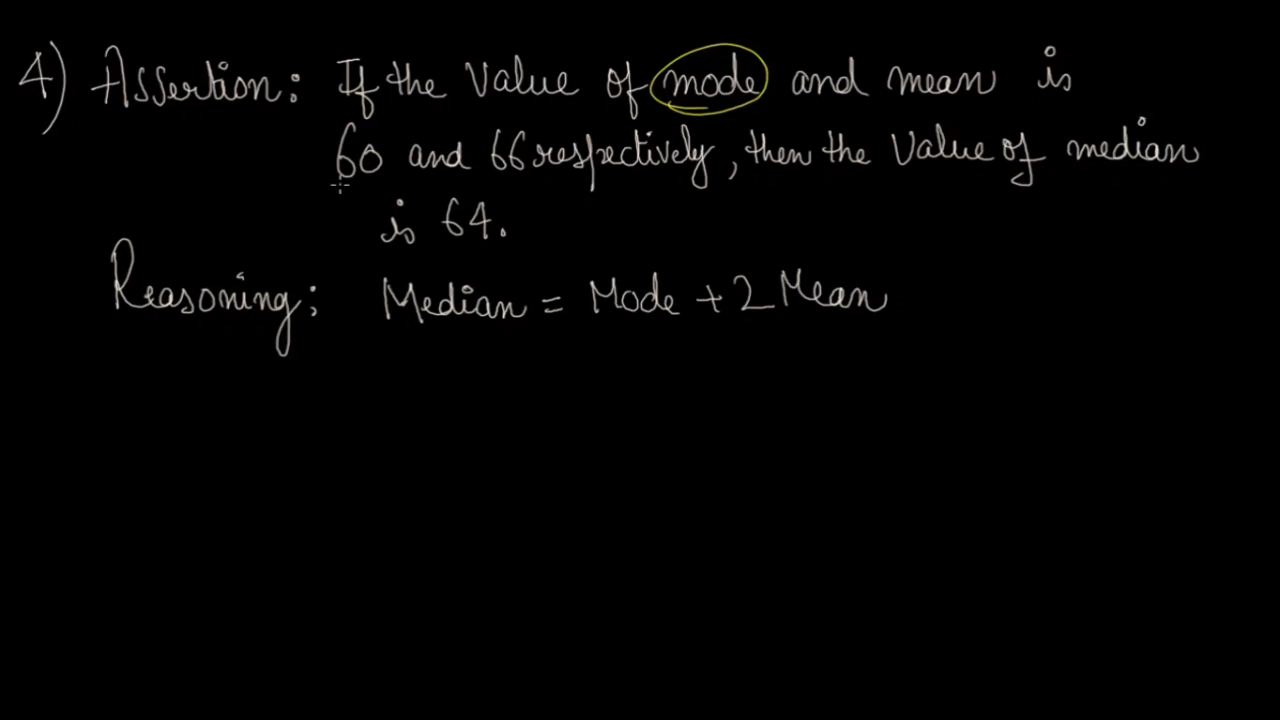 4) Assertion: If the value of mode and mean is
60 and 66 respectively, then the value of median
is 64.
Reasoning: Median = Mode + 2 Mean